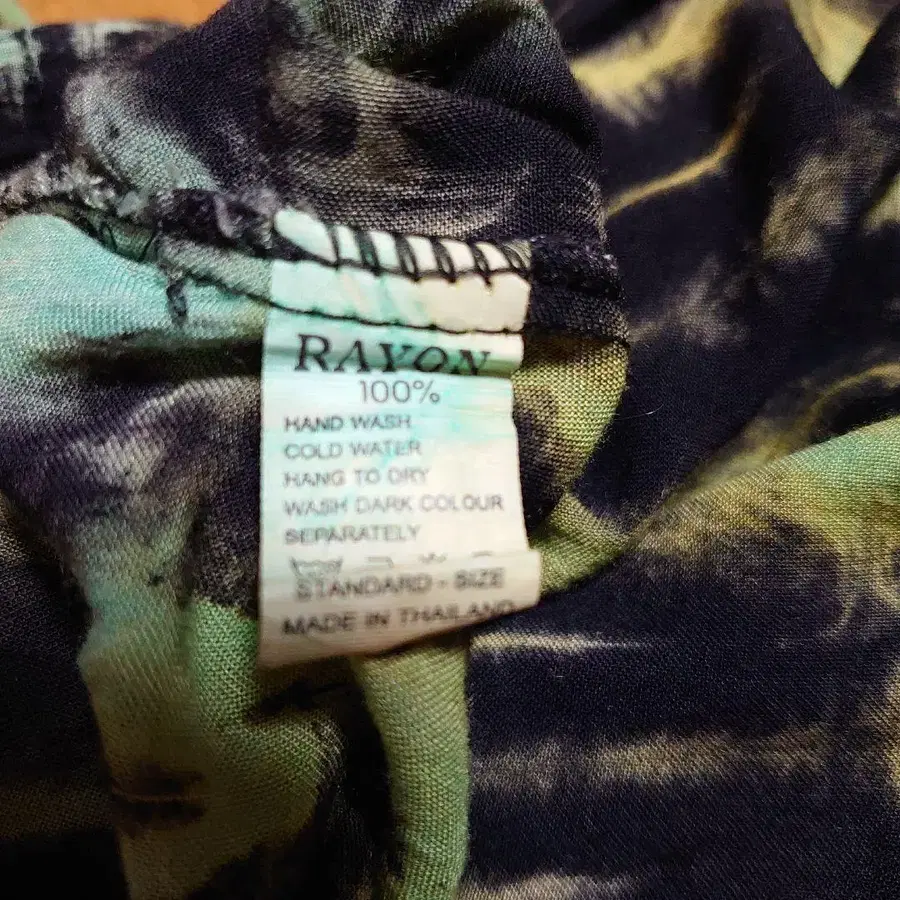 RAYON
100%
HAND WASH
COLD WATER
HANG TO DRY
WASH DARK COLOUR
SEPARATELY
STANDARD - SIZE
MADE IN THAILAND